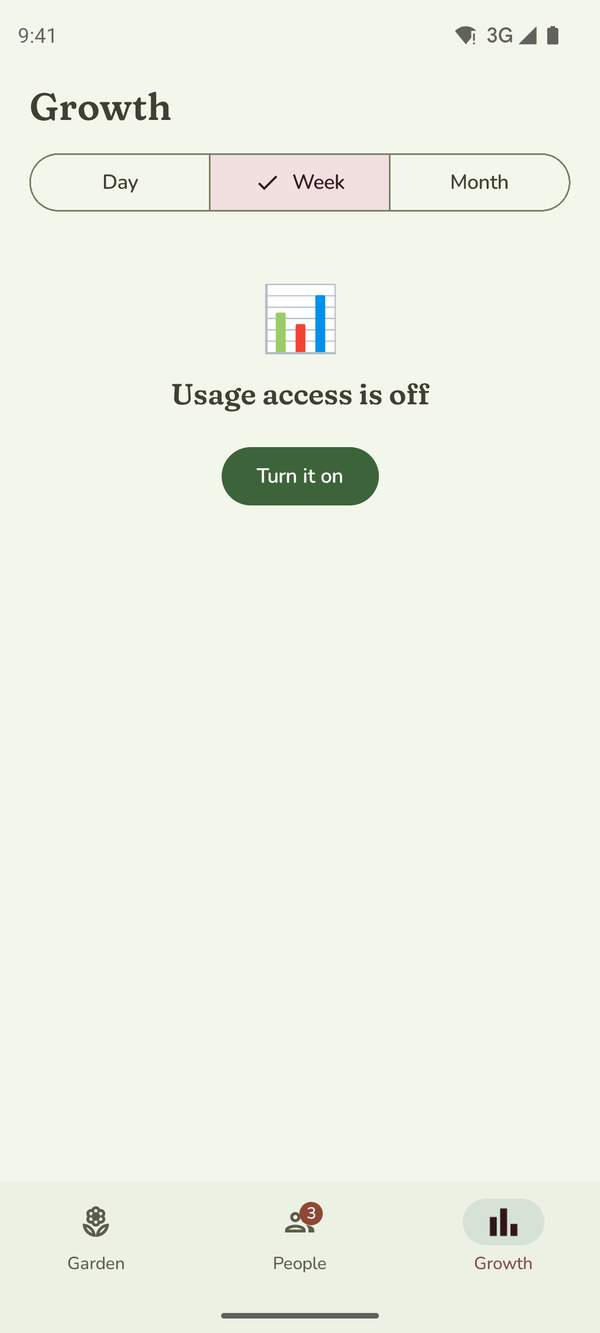 9:41
3G
Growth
Day
Week
Month
Usage access is off
Turn it on
3
Garden
People
Growth